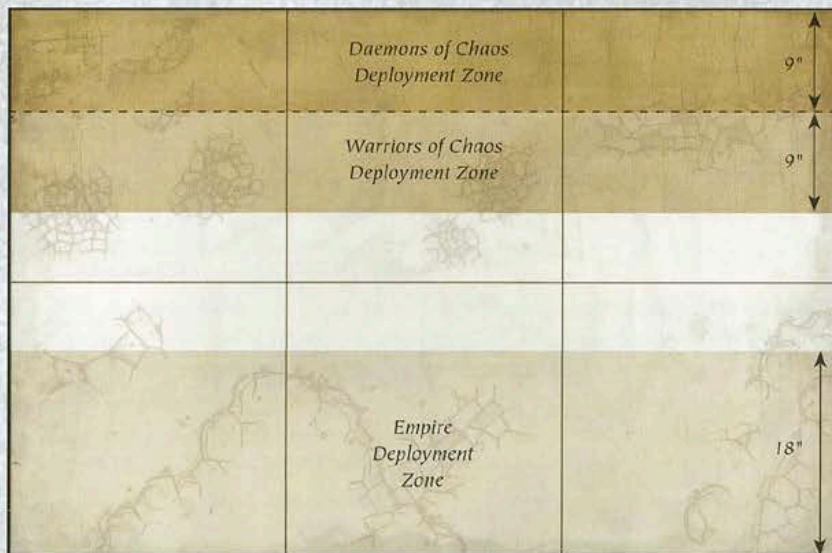 Daemons of Chaos
Deployment Zone
9"
Warriors of Chaos
Deployment Zone
9"
Empire
Deployment
Zone
18"